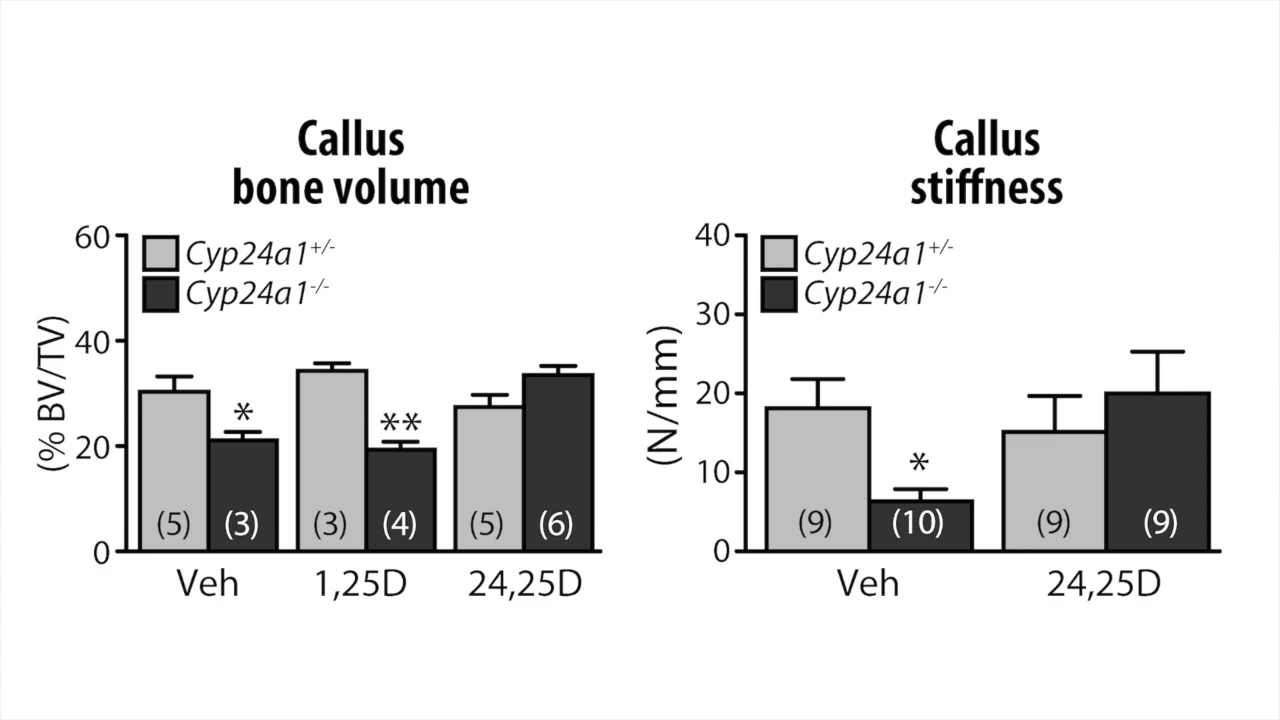 Callus
bone volume
60
40
20
0
(% BV/TV)
Cyp24a1+/-
Cyp24a1-/-
*
**
(5) (3) (3) (4) (5) (6)
Veh 1,25D 24,25D
Callus
stiffness
40
30
20
10
0
(N/mm)
Cyp24a1+/-
Cyp24a1-/-
*
(9) (10) (9) (9)
Veh 24,25D